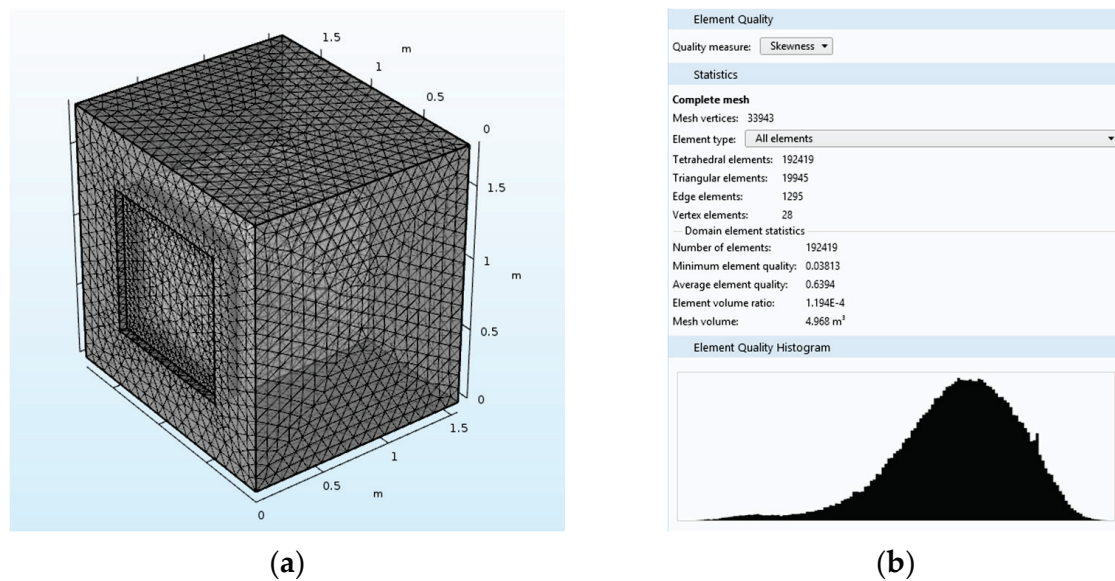 1.5
m
1
0.5
0
1.5
1
m
0.5
0
1.5
1
m
0.5
0
(a)
Element Quality
Quality measure: Skewness
Statistics
Complete mesh
Mesh vertices: 33943
Element type: All elements
Tetrahedral elements: 192419
Triangular elements: 19945
Edge elements: 1295
Vertex elements: 28
Domain element statistics
Number of elements: 192419
Minimum element quality: 0.03813
Average element quality: 0.6394
Element volume ratio: 1.194E-4
Mesh volume: 4.968 m³
Element Quality Histogram
(b)